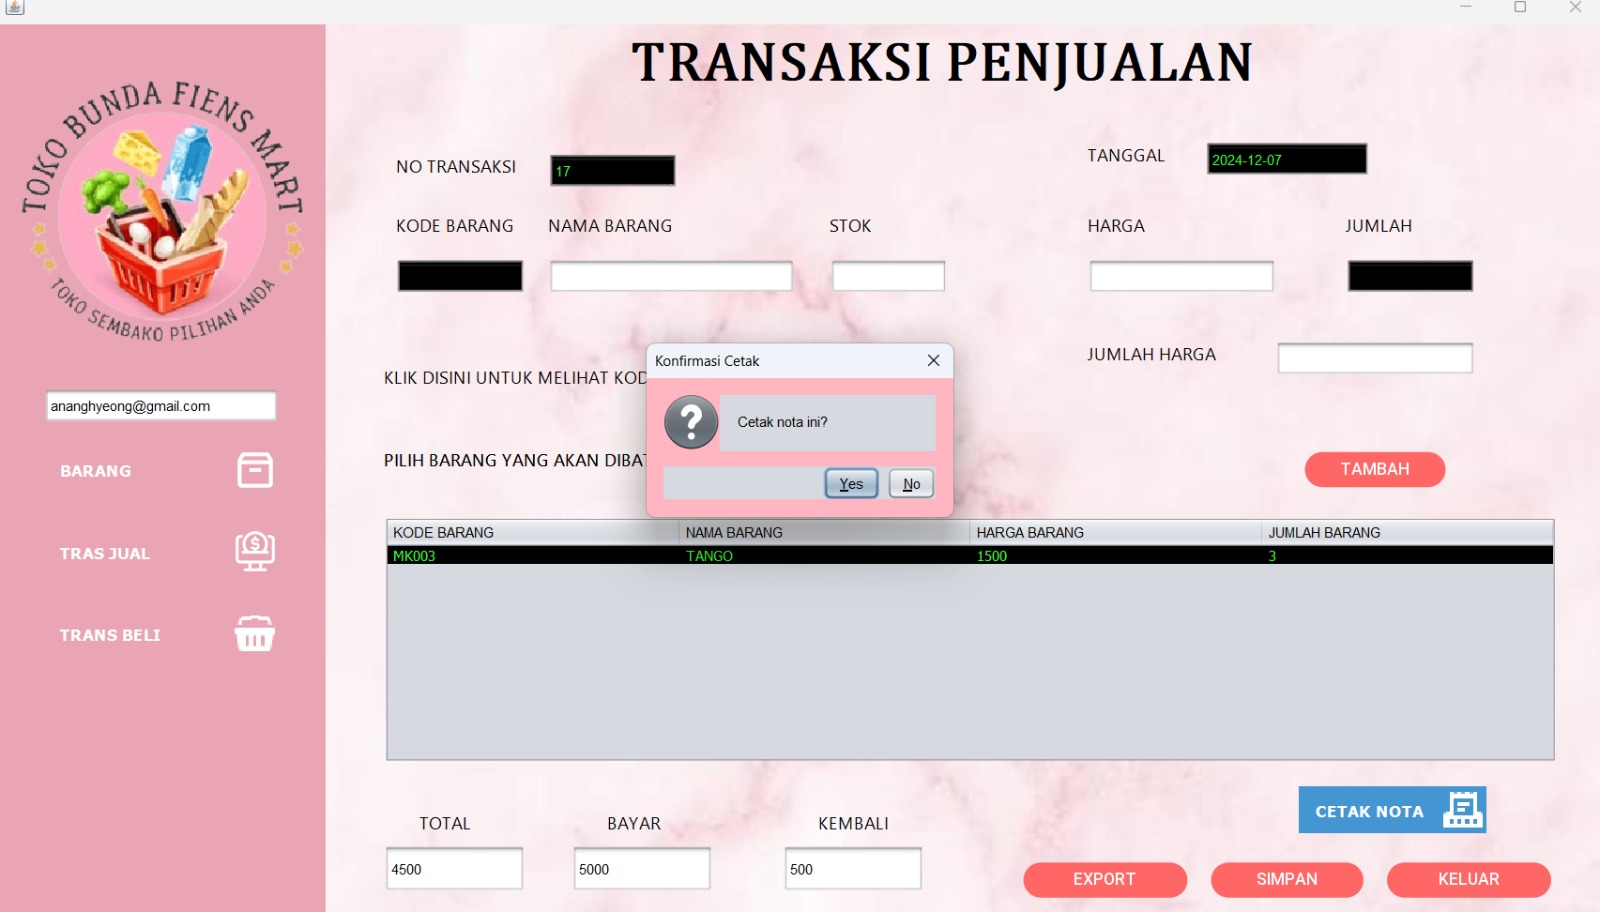 TRANSAKSI PENJUALAN
TOKO BUNDA FIENS MART
TOKO SEMBAKO PILIHAN ANDA
ananghyeong@gmail.com
BARANG
TRAS JUAL
TRANS BELI
NO TRANSAKSI 17
TANGGAL 2024-12-07
KODE BARANG NAMA BARANG STOK HARGA JUMLAH
JUMLAH HARGA
KLIK DISINI UNTUK MELIHAT
Konfirmasi Cetak
Cetak nota ini?
Yes No
PILIH BARANG YANG AKAN
TAMBAH
KODE BARANG NAMA BARANG HARGA BARANG JUMLAH BARANG
MK003 TANGO 1500 3
CETAK NOTA
TOTAL BAYAR KEMBALI
4500 5000 500
EXPORT SIMPAN KELUAR